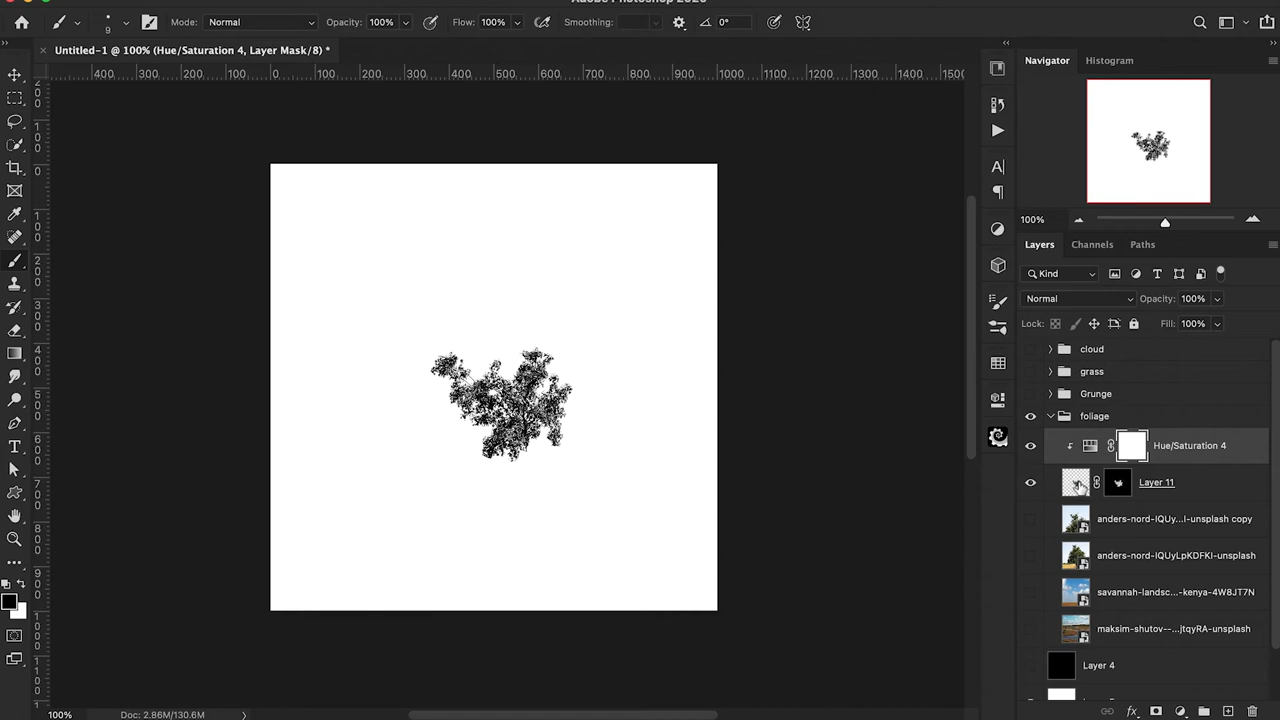 Mode: Normal Opacity: 100% Flow: 100% Smoothing: 0°
9
Untitled-1 @ 100% (Hue/Saturation 4, Layer Mask/8) *
400 300 200 100 0 100 200 300 400 500 600 700 800 900 1000 1100 1200 1300 1400 1500
Navigator Histogram
100%
Layers Channels Paths
Kind
Normal Opacity: 100%
Lock: Fill: 100%
cloud
grass
Grunge
foliage
Hue/Saturation 4
Layer 11
anders-nord-IQUy...I-unsplash copy
anders-nord-IQUyLpKDFKI-unsplash
savannah-landsc...-kenya-4W8JT7N
maksim-shutov--...jtqyRA-unsplash
Layer 4
100% Doc: 2.86M/130.6M